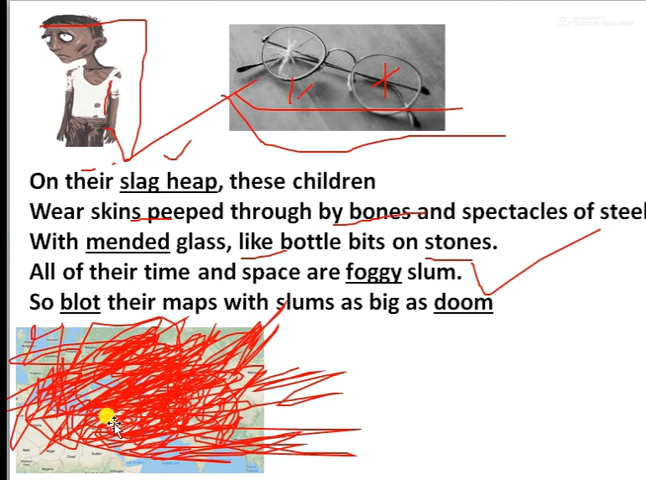 On their slag heap, these children
Wear skins peeped through by bones and spectacles of steel
With mended glass, like bottle bits on stones.
All of their time and space are foggy slum.
So blot their maps with slums as big as doom